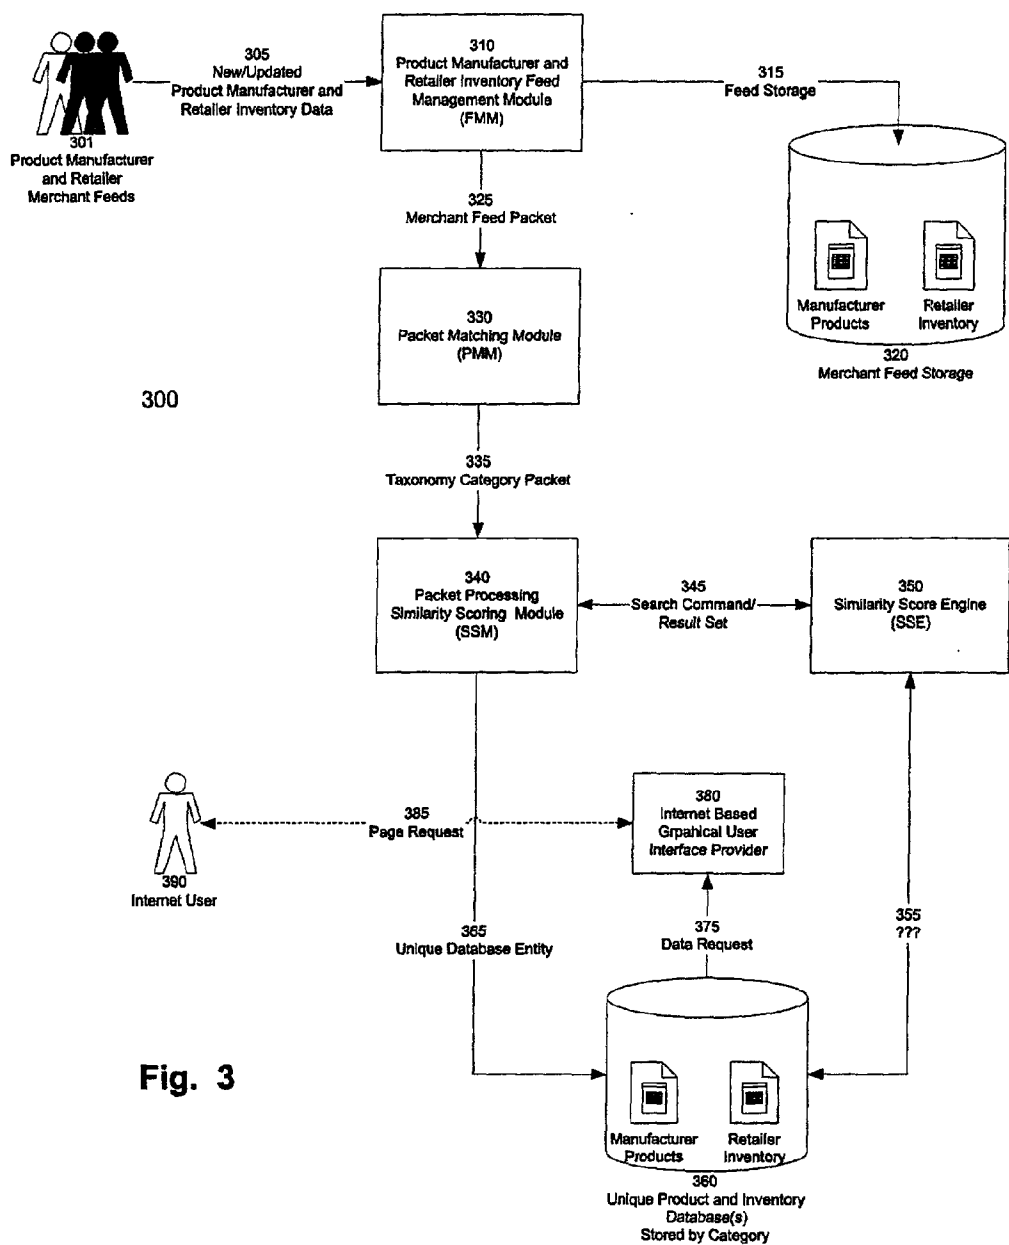 301
Product Manufacturer
and Retailer
Merchant Feeds
305
New/Updated
Product Manufacturer and
Retailer Inventory Data
310
Product Manufacturer and
Retailer Inventory Feed
Management Module
(FMM)
315
Feed Storage
Manufacturer
Products
Retailer
Inventory
320
Merchant Feed Storage
325
Merchant Feed Packet
330
Packet Matching Module
(PMM)
300
335
Taxonomy Category Packet
340
Packet Processing
Similarity Scoring Module
(SSM)
345
Search Command/
Result Set
350
Similarity Score Engine
(SSE)
390
Internet User
385
Page Request
380
Internet Based
Grpahical User
Interface Provider
365
Unique Database Entity
375
Data Request
355
???
Manufacturer
Products
Retailer
Inventory
360
Unique Product and Inventory
Database(s)
Stored by Category
Fig. 3